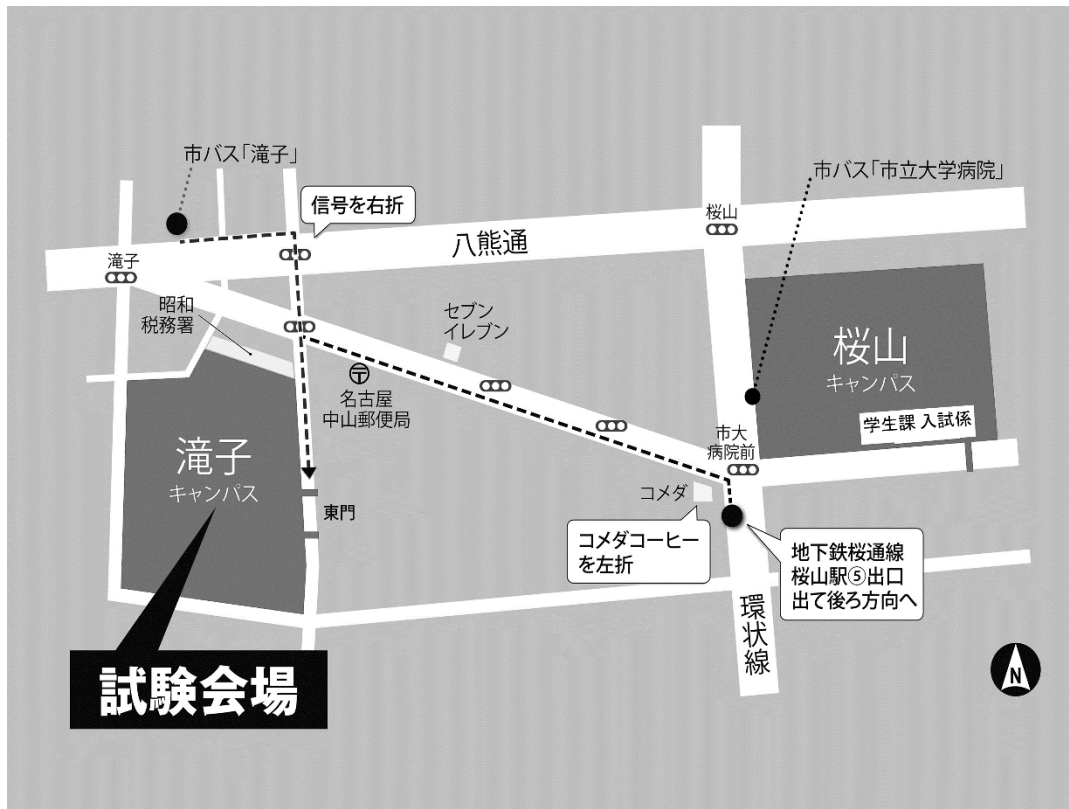 市バス「滝子」
市バス「市立大学病院」
信号を右折
桜山
八熊通
滝子
昭和
税務署
セブン
イレブン
桜山
キャンパス
〒
名古屋
中山郵便局
学生課 入試係
市大
病院前
滝子
キャンパス
コメダ
東門
コメダコーヒー
を左折
地下鉄桜通線
桜山駅⑤出口
出て後ろ方向へ
環状線
試験会場
N